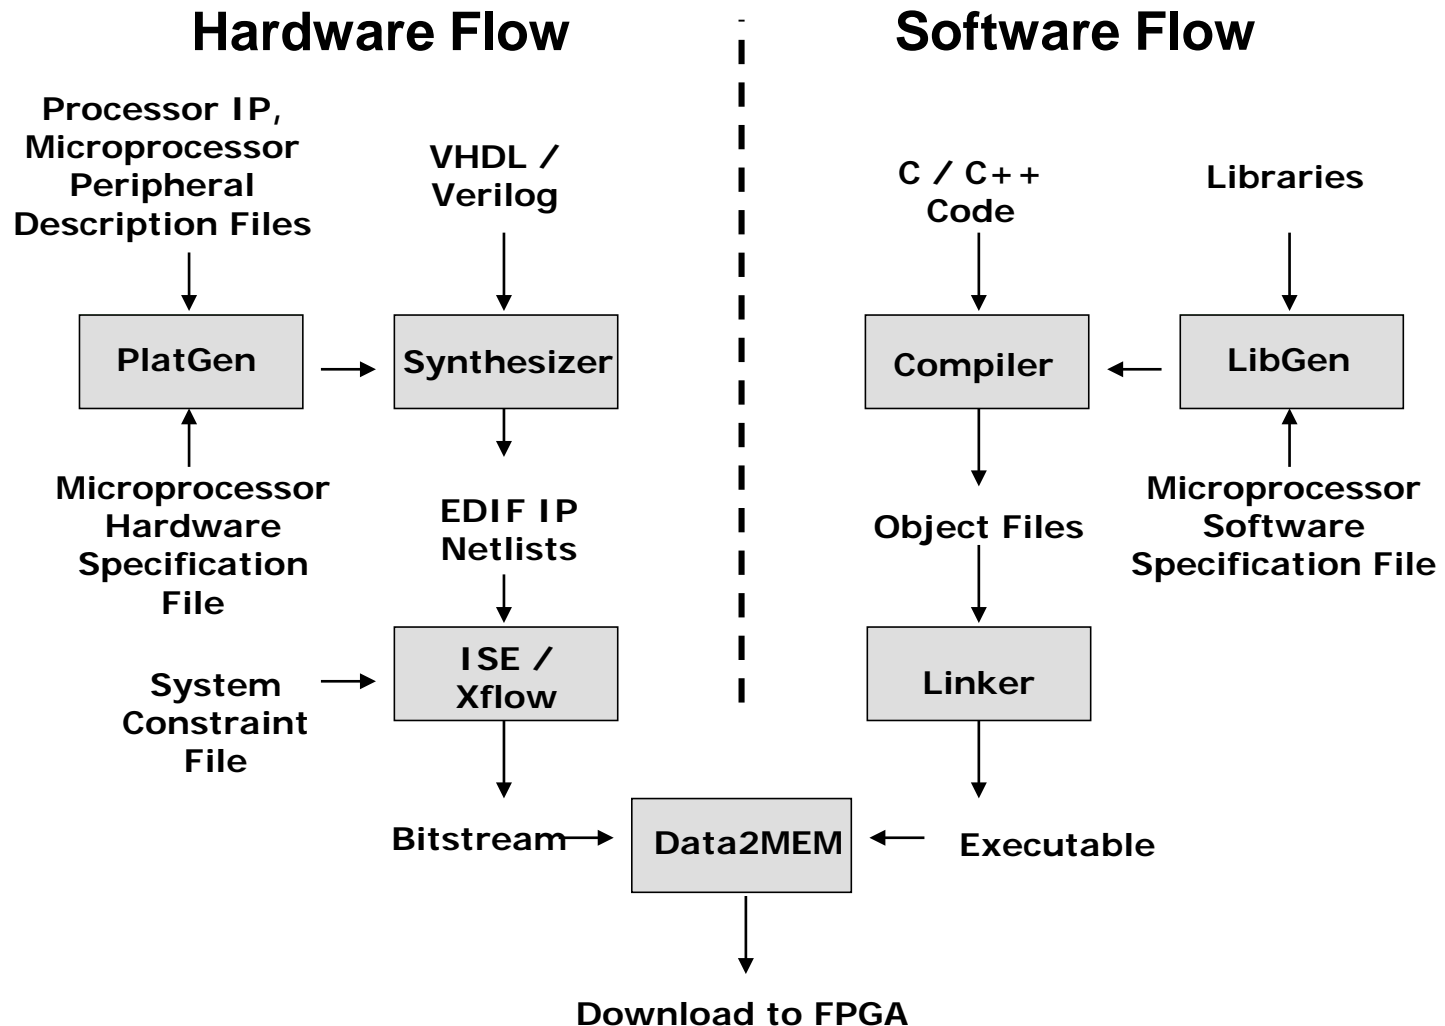 Hardware Flow
Software Flow
Processor IP,
Microprocessor
Peripheral
Description Files
VHDL /
Verilog
C / C++
Code
Libraries
PlatGen
Synthesizer
Compiler
LibGen
Microprocessor
Hardware
Specification
File
EDIF IP
Netlists
Object Files
Microprocessor
Software
Specification File
System
Constraint
File
ISE /
Xflow
Linker
Bitstream
Data2MEM
Executable
Download to FPGA